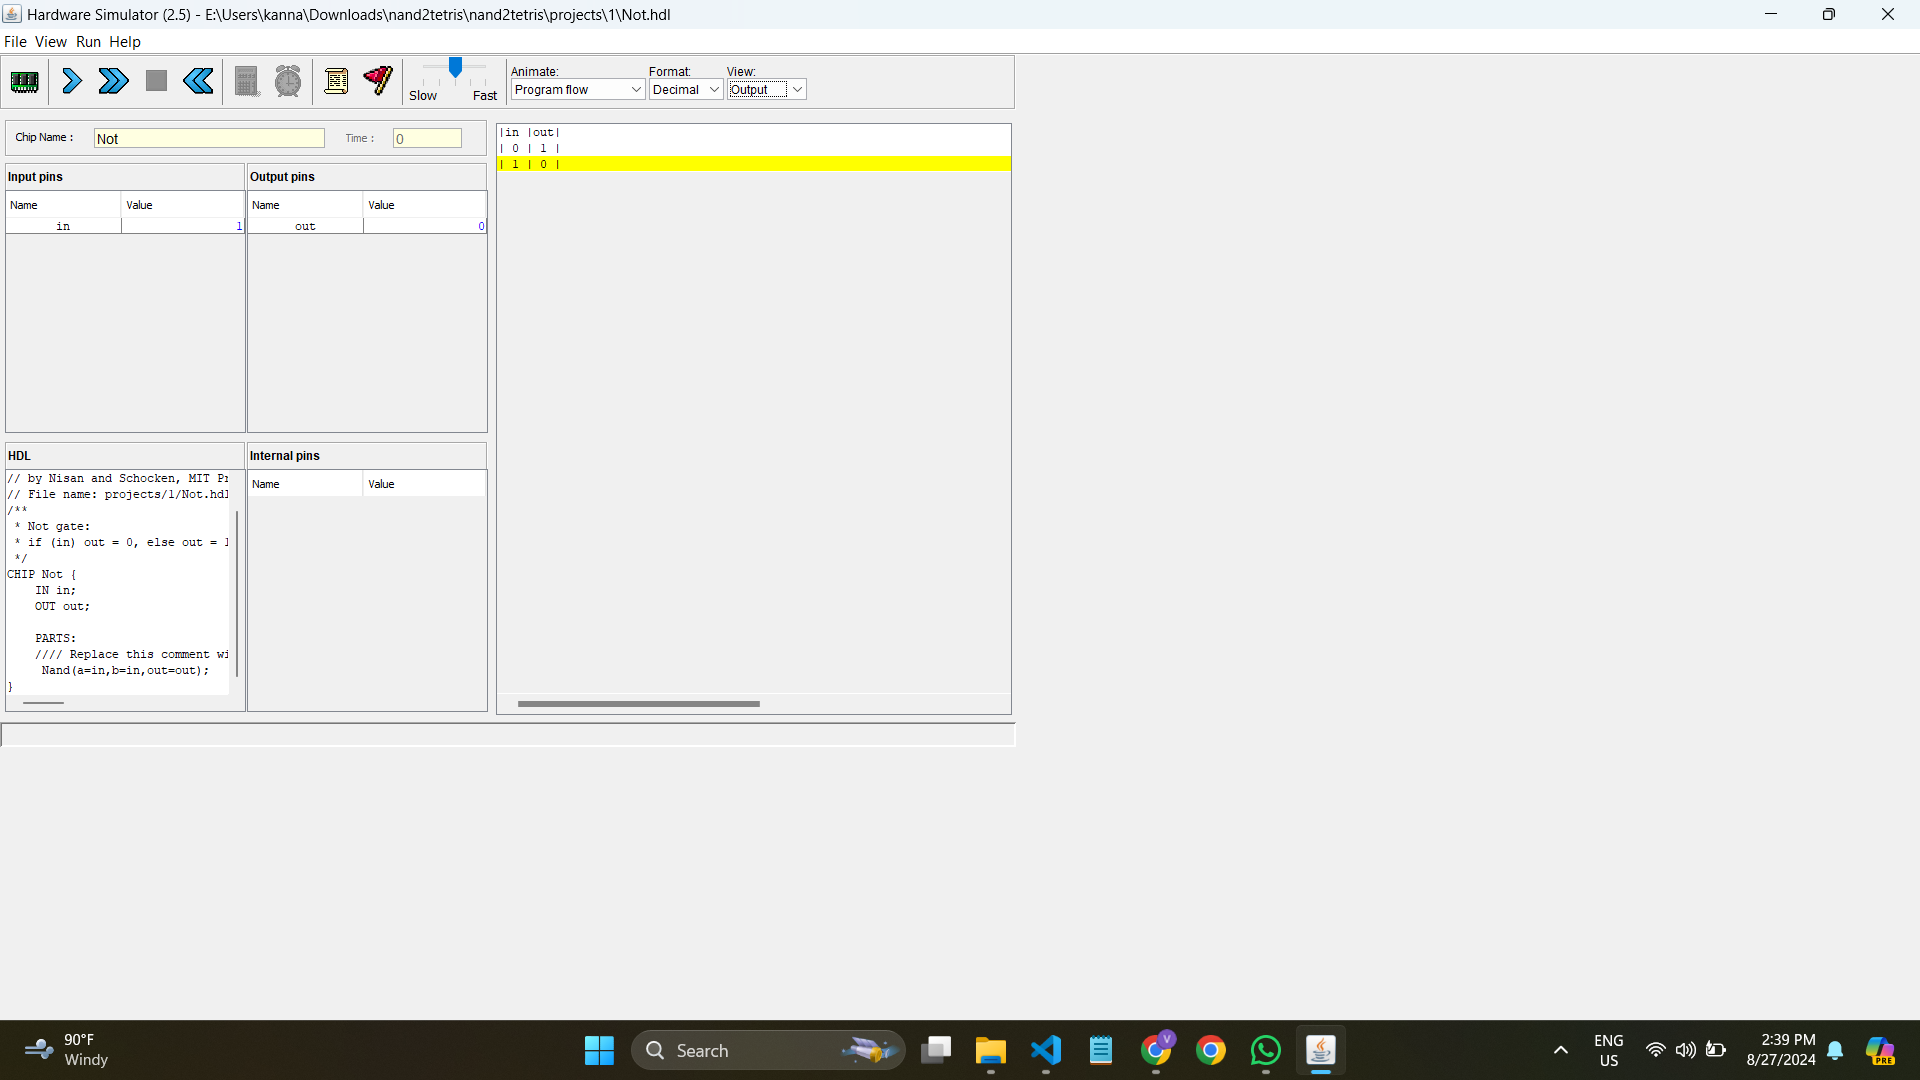 Hardware Simulator (2.5) - E:\Users\kanna\Downloads\nand2tetris\nand2tetris\projects\1\Not.hdl
File View Run Help
Slow Fast
Animate: Format: View:
Program flow Decimal Output
Chip Name : Not Time : 0
Input pins
Name Value
in 1
Output pins
Name Value
out 0
HDL
// by Nisan and Schocken, MIT Pr
// File name: projects/1/Not.hdl
/**
* Not gate:
* if (in) out = 0, else out = 1
*/
CHIP Not {
IN in;
OUT out;
PARTS:
//// Replace this comment wi
Nand(a=in,b=in,out=out);
}
Internal pins
Name Value
|in |out|
| 0 | 1 |
| 1 | 0 |
90°F
Windy
Search
V
ENG
US
2:39 PM
8/27/2024
PRE